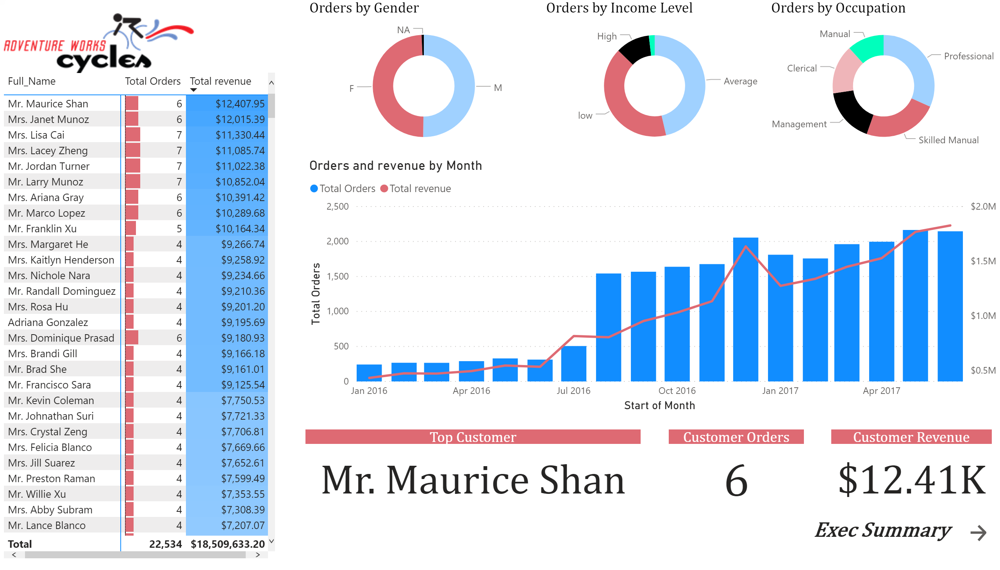 ADVENTURE WORKS
cycles
Full_Name Total Orders Total revenue
Mr. Maurice Shan 6 $12,407.95
Mrs. Janet Munoz 6 $12,015.39
Mrs. Lisa Cai 7 $11,330.44
Mrs. Lacey Zheng 7 $11,085.74
Mr. Jordan Turner 7 $11,022.38
Mr. Larry Munoz 7 $10,852.04
Mrs. Ariana Gray 6 $10,391.42
Mr. Marco Lopez 6 $10,289.68
Mr. Franklin Xu 5 $10,164.34
Mrs. Margaret He 4 $9,266.74
Mrs. Kaitlyn Henderson 4 $9,258.92
Mrs. Nichole Nara 4 $9,234.66
Mr. Randall Dominguez 4 $9,210.36
Mrs. Rosa Hu 4 $9,201.20
Adriana Gonzalez 4 $9,195.69
Mrs. Dominique Prasad 6 $9,180.93
Mrs. Brandi Gill 4 $9,166.18
Mr. Brad She 4 $9,161.01
Mr. Francisco Sara 4 $9,125.54
Mr. Kevin Coleman 4 $7,750.53
Mr. Johnathan Suri 4 $7,721.33
Mrs. Crystal Zeng 4 $7,706.81
Mrs. Felicia Blanco 4 $7,669.66
Mrs. Jill Suarez 4 $7,652.61
Mr. Preston Raman 4 $7,599.49
Mr. Willie Xu 4 $7,353.55
Mrs. Abby Subram 4 $7,308.39
Mr. Lance Blanco 4 $7,207.07
Total 22,534 $18,509,633.20
Orders by Gender
NA
F
M
Orders by Income Level
High
Average
low
Orders by Occupation
Manual
Professional
Clerical
Management
Skilled Manual
Orders and revenue by Month
Total Orders Total revenue
2,500
2,000
1,500
1,000
500
0
Total Orders
$2.0M
$1.5M
$1.0M
$0.5M
Jan 2016 Apr 2016 Jul 2016 Oct 2016 Jan 2017 Apr 2017
Start of Month
Top Customer
Mr. Maurice Shan
Customer Orders
6
Customer Revenue
$12.41K
Exec Summary